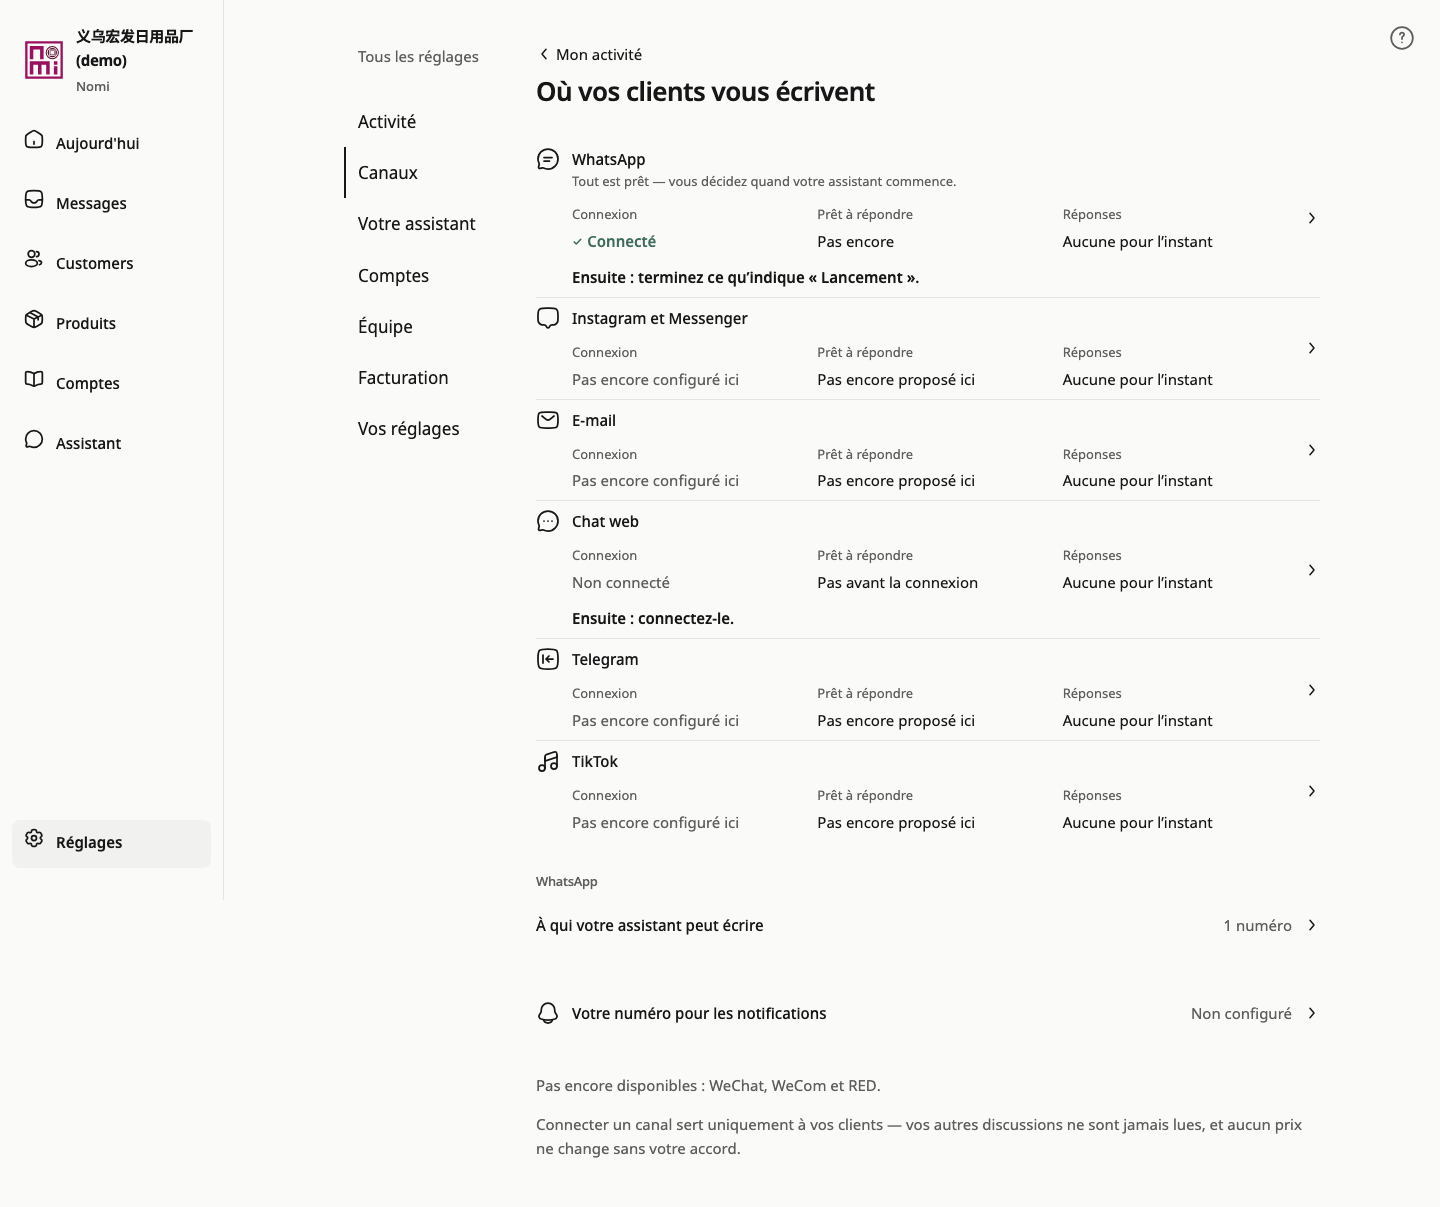 义乌宏发日用品厂
(demo)
Nomi
Aujourd'hui
Messages
Customers
Produits
Comptes
Assistant
Réglages
Tous les réglages
Activité
Canaux
Votre assistant
Comptes
Équipe
Facturation
Vos réglages
Mon activité
Où vos clients vous écrivent
WhatsApp
Tout est prêt — vous décidez quand votre assistant commence.
Connexion Prêt à répondre Réponses
Connecté Pas encore Aucune pour l’instant
Ensuite : terminez ce qu’indique « Lancement ».
Instagram et Messenger
Connexion Prêt à répondre Réponses
Pas encore configuré ici Pas encore proposé ici Aucune pour l’instant
E-mail
Connexion Prêt à répondre Réponses
Pas encore configuré ici Pas encore proposé ici Aucune pour l’instant
Chat web
Connexion Prêt à répondre Réponses
Non connecté Pas avant la connexion Aucune pour l’instant
Ensuite : connectez-le.
Telegram
Connexion Prêt à répondre Réponses
Pas encore configuré ici Pas encore proposé ici Aucune pour l’instant
TikTok
Connexion Prêt à répondre Réponses
Pas encore configuré ici Pas encore proposé ici Aucune pour l’instant
WhatsApp
À qui votre assistant peut écrire 1 numéro
Votre numéro pour les notifications Non configuré
Pas encore disponibles : WeChat, WeCom et RED.
Connecter un canal sert uniquement à vos clients — vos autres discussions ne sont jamais lues, et aucun prix
ne change sans votre accord.